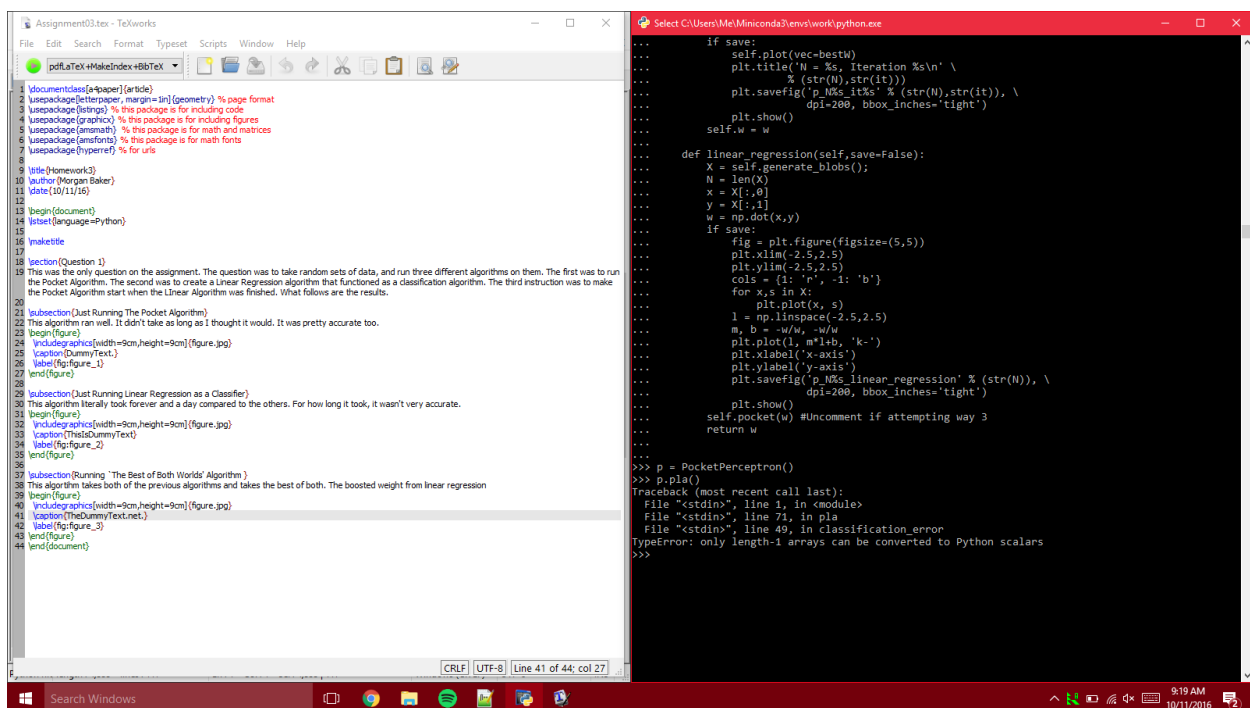 Assignment03.tex - TeXworks
File Edit Search Format Typeset Scripts Window Help
pdfLaTeX+MakeIndex+BibTeX
1 \documentclass[a4paper]{article}
2 \usepackage[letterpaper, margin=1in]{geometry} % page format
3 \usepackage{listings} % this package is for including code
4 \usepackage{graphicx} % this package is for including figures
5 \usepackage{amsmath} % this package is for math and matrices
6 \usepackage{amsfonts} % this package is for math fonts
7 \usepackage{hyperref} % for urls
8
9 \title{Homework3}
10 \author{Morgan Baker}
11 \date{10/11/16}
12
13 \begin{document}
14 \lstset{language=Python}
15
16 \maketitle
17
18 \section{Question 1}
19 This was the only question on the assignment. The question was to take random sets of data, and run three different algorithms on them. The first was to run
the Pocket Algorithm. The second was to create a Linear Regression algorithm that functioned as a classification algorithm. The third instruction was to make
the Pocket Algorithm start when the LInear Algorithm was finished. What follows are the results.
20
21 \subsection{Just Running The Pocket Algorithm}
22 This algorithm ran well. It didn't take as long as I thought it would. It was pretty accurate too.
23 \begin{figure}
24 \includegraphics[width=9cm,height=9cm]{figure.jpg}
25 \caption{DummyText.}
26 \label{fig:figure_1}
27 \end{figure}
28
29 \subsection{Just Running Linear Regression as a Classifier}
30 This algorithm literally took forever and a day compared to the others. For how long it took, it wasn't very accurate.
31 \begin{figure}
32 \includegraphics[width=9cm,height=9cm]{figure.jpg}
33 \caption{ThisIsDummyText}
34 \label{fig:figure_2}
35 \end{figure}
36
37 \subsection{Running `The Best of Both Worlds' Algorithm }
38 This algortihm takes both of the previous algorithms and takes the best of both. The boosted weight from linear regression
39 \begin{figure}
40 \includegraphics[width=9cm,height=9cm]{figure.jpg}
41 \caption{TheDummyText.net.}
42 \label{fig:figure_3}
43 \end{figure}
44 \end{document}
CRLF UTF-8 Line 41 of 44; col 27
Select C:\Users\Me\Miniconda3\envs\work\python.exe
... if save:
... self.plot(vec=bestW)
... plt.title('N = %s, Iteration %s\n' \
... % (str(N),str(it)))
... plt.savefig('p_N%s_it%s' % (str(N),str(it)), \
... dpi=200, bbox_inches='tight')
... plt.show()
... self.w = w
...
... def linear_regression(self,save=False):
... X = self.generate_blobs();
... N = len(X)
... x = X[:,0]
... y = X[:,1]
... w = np.dot(x,y)
... if save:
... fig = plt.figure(figsize=(5,5))
... plt.xlim(-2.5,2.5)
... plt.ylim(-2.5,2.5)
... cols = {1: 'r', -1: 'b'}
... for x,s in X:
... plt.plot(x, s)
... l = np.linspace(-2.5,2.5)
... m, b = -w/w, -w/w
... plt.plot(l, m*l+b, 'k-')
... plt.xlabel('x-axis')
... plt.ylabel('y-axis')
... plt.savefig('p_N%s_linear_regression' % (str(N)), \
... dpi=200, bbox_inches='tight')
... plt.show()
... self.pocket(w) #Uncomment if attempting way 3
... return w
...
...
>>> p = PocketPerceptron()
>>> p.pla()
Traceback (most recent call last):
File "<stdin>", line 1, in <module>
File "<stdin>", line 71, in pla
File "<stdin>", line 49, in classification_error
TypeError: only length-1 arrays can be converted to Python scalars
>>>
Search Windows
9:19 AM
10/11/2016
2